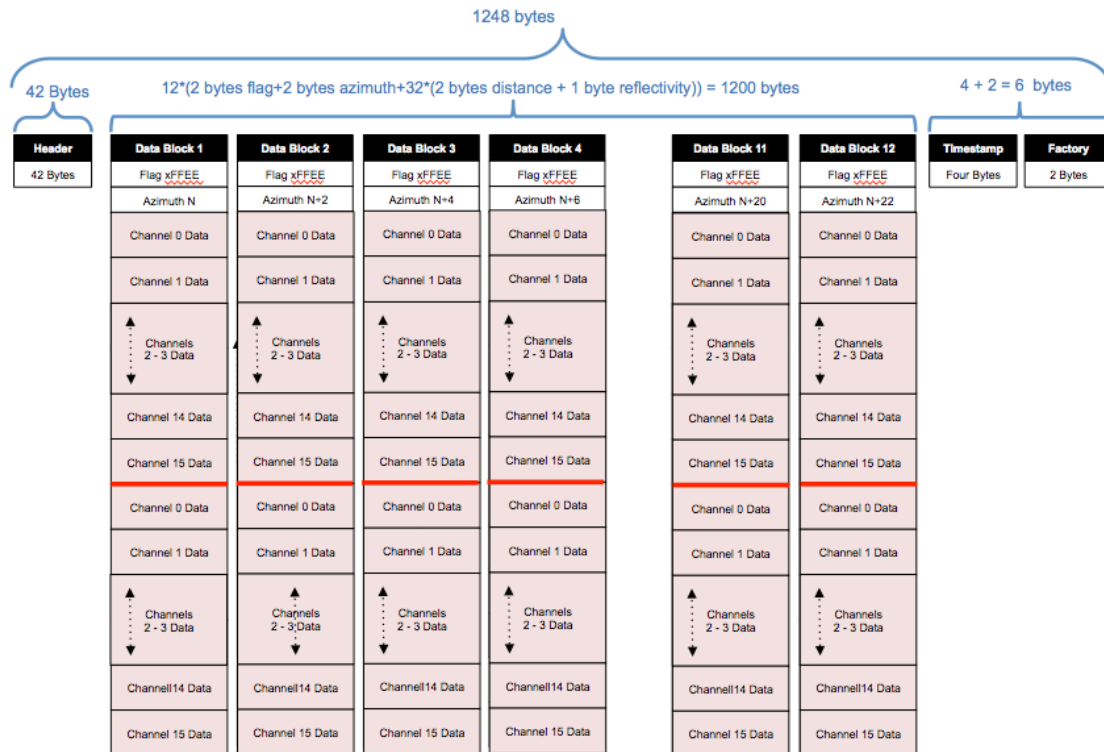 1248 bytes
42 Bytes
12*(2 bytes flag+2 bytes azimuth+32*(2 bytes distance + 1 byte reflectivity)) = 1200 bytes
4 + 2 = 6 bytes
Header
42 Bytes
Data Block 1
Flag xFFEE
Azimuth N
Channel 0 Data
Channel 1 Data
Channels
2 - 3 Data
Channel 14 Data
Channel 15 Data
Channel 0 Data
Channel 1 Data
Channels
2 - 3 Data
Channell14 Data
Channel 15 Data
Data Block 2
Flag xFFEE
Azimuth N+2
Channel 0 Data
Channel 1 Data
Channels
2 - 3 Data
Channel 14 Data
Channel 15 Data
Channel 0 Data
Channel 1 Data
Channels
2 - 3 Data
Channell14 Data
Channel 15 Data
Data Block 3
Flag xFFEE
Azimuth N+4
Channel 0 Data
Channel 1 Data
Channels
2 - 3 Data
Channel 14 Data
Channel 15 Data
Channel 0 Data
Channel 1 Data
Channels
2 - 3 Data
Channell14 Data
Channel 15 Data
Data Block 4
Flag xFFEE
Azimuth N+6
Channel 0 Data
Channel 1 Data
Channels
2 - 3 Data
Channel 14 Data
Channel 15 Data
Channel 0 Data
Channel 1 Data
Channels
2 - 3 Data
Channell14 Data
Channel 15 Data
Data Block 11
Flag xFFEE
Azimuth N+20
Channel 0 Data
Channel 1 Data
Channels
2 - 3 Data
Channel 14 Data
Channel 15 Data
Channel 0 Data
Channel 1 Data
Channels
2 - 3 Data
Channell14 Data
Channel 15 Data
Data Block 12
Flag xFFEE
Azimuth N+22
Channel 0 Data
Channel 1 Data
Channels
2 - 3 Data
Channel 14 Data
Channel 15 Data
Channel 0 Data
Channel 1 Data
Channels
2 - 3 Data
Channell14 Data
Channel 15 Data
Timestamp
Four Bytes
Factory
2 Bytes